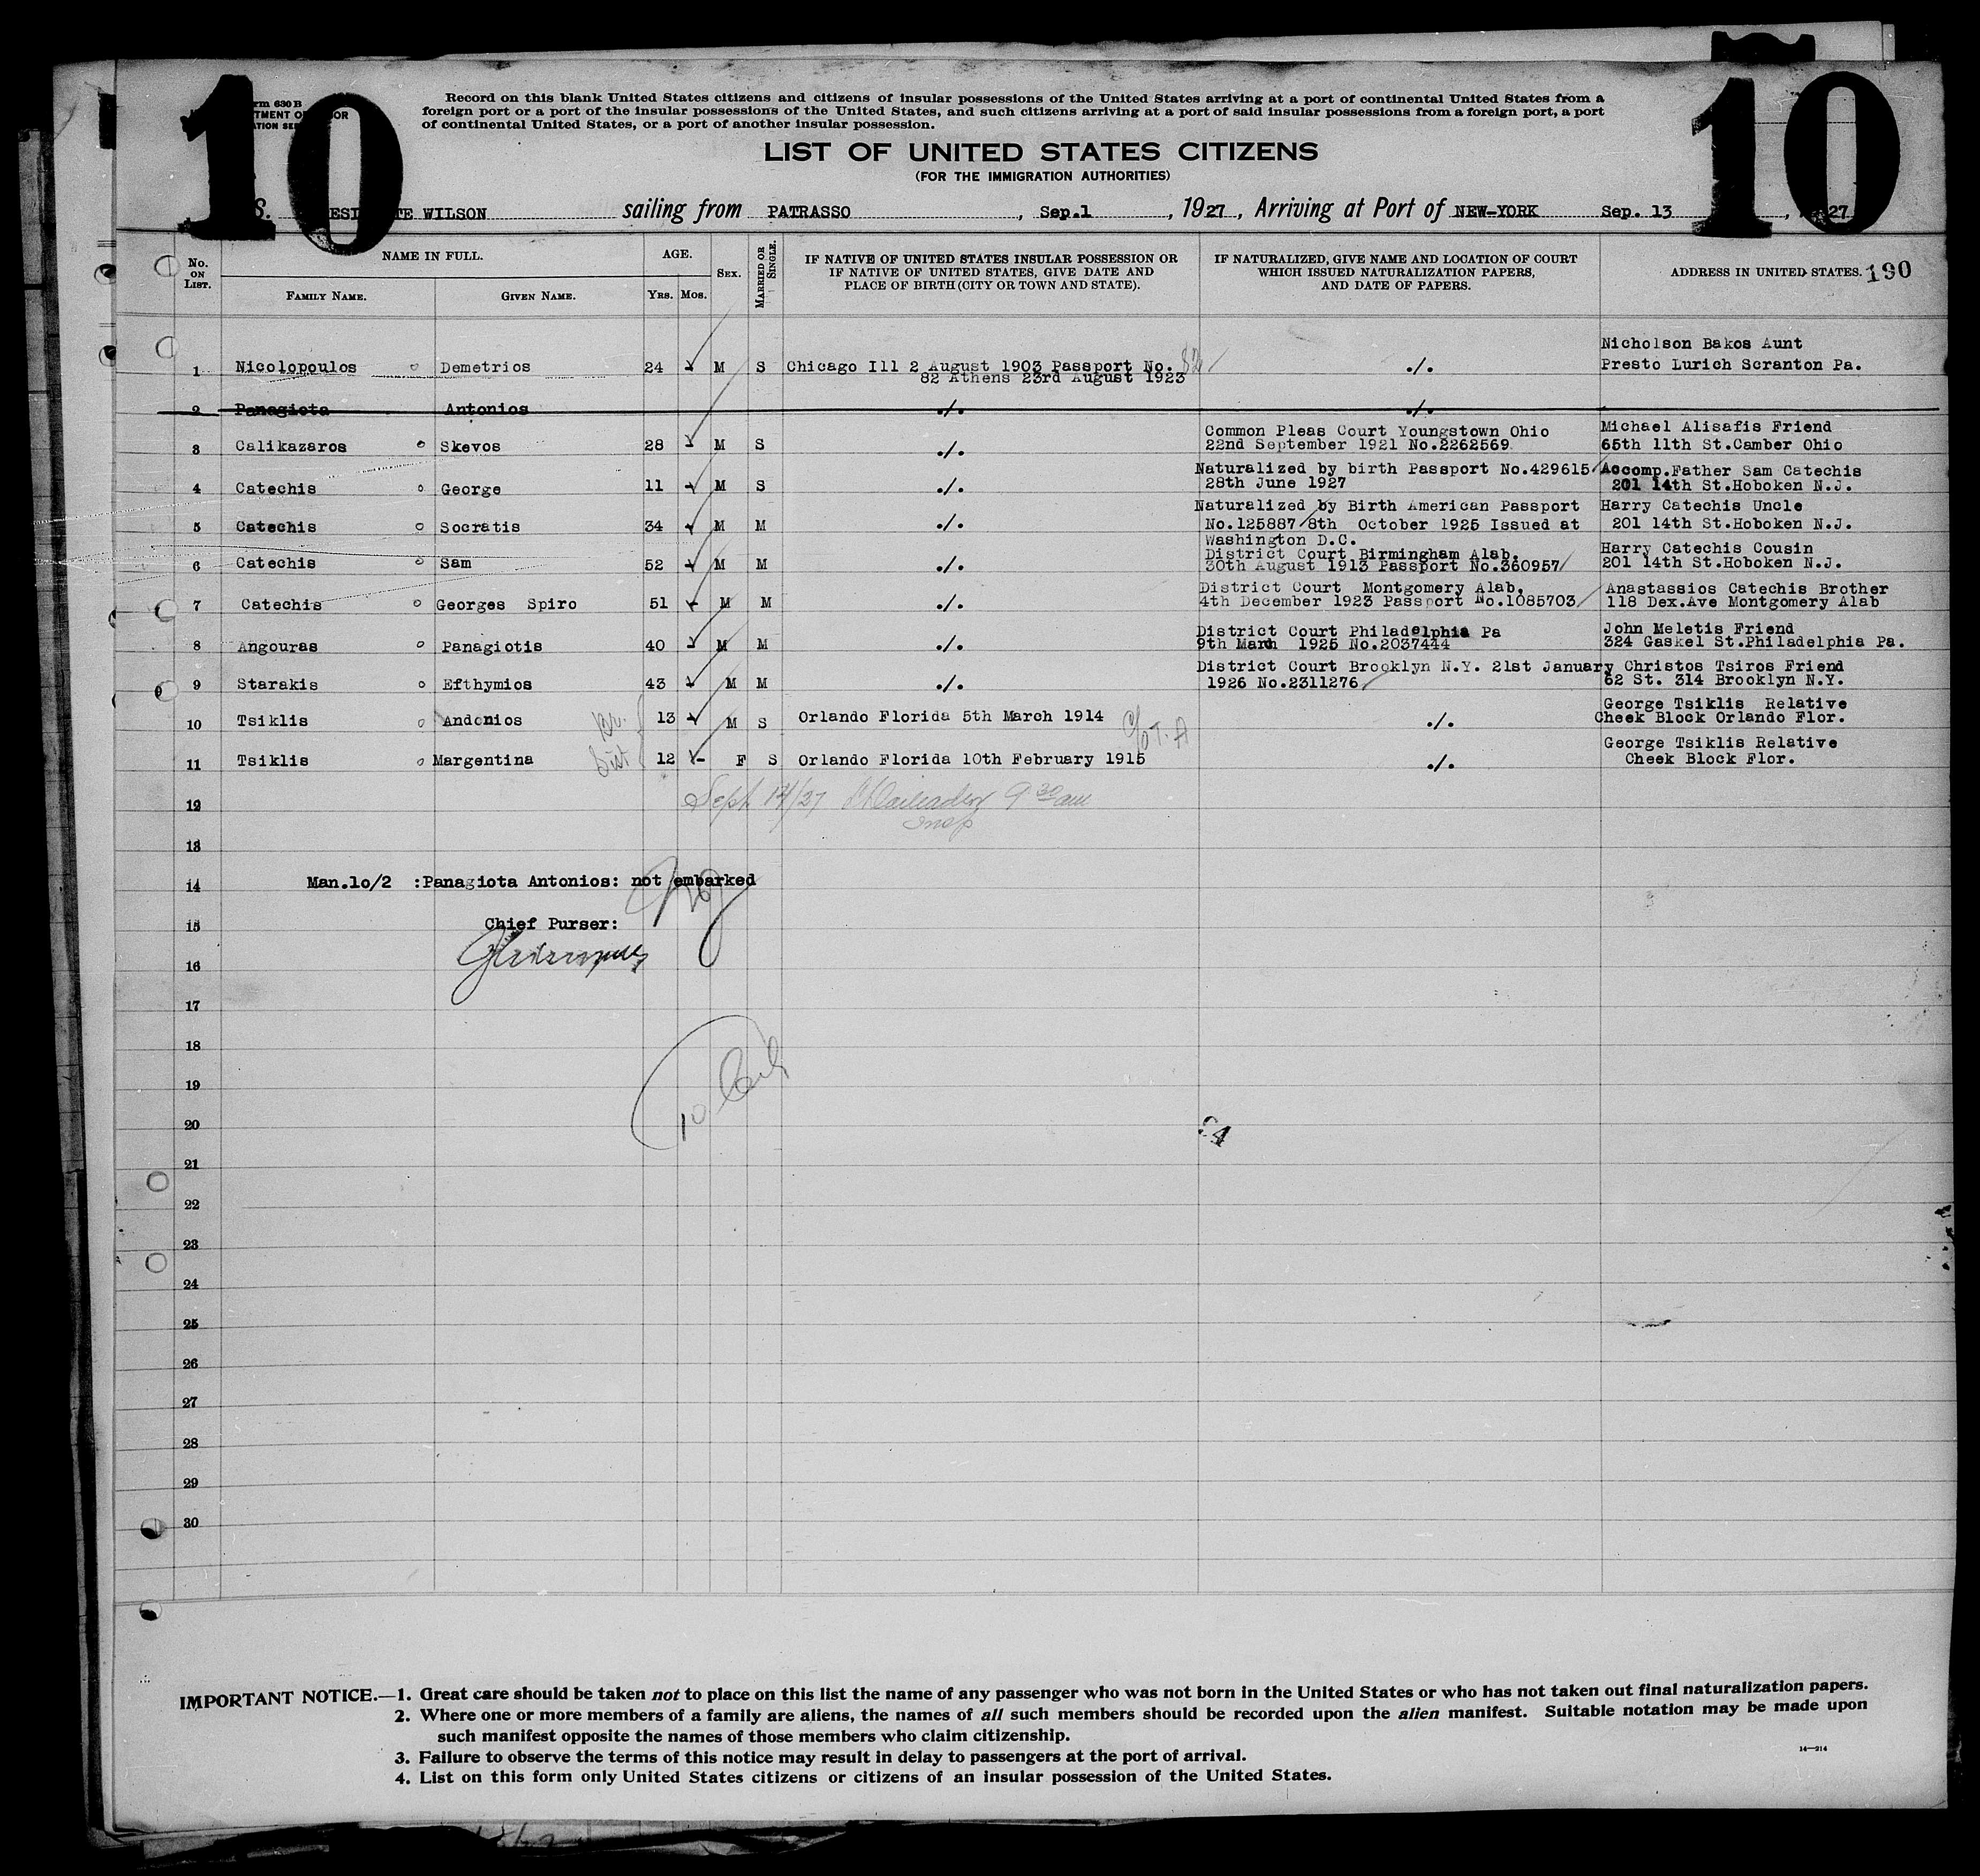 10
10
rm 630 B
TMENT O OR
ATION SE
Record on this blank United States citizens and citizens of insular possessions of the United States arriving at a port of continental United States from a
foreign port or a port of the insular possessions of the United States, and such citizens arriving at a port of said insular possessions from a foreign port, a port
of continental United States, or a port of another insular possession.
LIST OF UNITED STATES CITIZENS
(FOR THE IMMIGRATION AUTHORITIES)
S. ESI TE WILSON sailing from PATRASSO, Sep.1, 1927, Arriving at Port of NEW-YORK Sep. 13, 27
No. ON LIST. NAME IN FULL. AGE. SEX. MARRIED OR SINGLE. IF NATIVE OF UNITED STATES INSULAR POSSESSION OR IF NATIVE OF UNITED STATES, GIVE DATE AND PLACE OF BIRTH (CITY OR TOWN AND STATE). IF NATURALIZED, GIVE NAME AND LOCATION OF COURT WHICH ISSUED NATURALIZATION PAPERS, AND DATE OF PAPERS. ADDRESS IN UNITED STATES. 190
FAMILY NAME. GIVEN NAME. YRS. MOS.
Nicholson Bakos Aunt
1 Nicolopoulos Demetrios 24 M S Chicago Ill 2 August 1903 Passport No. 82 ./. Presto Lurich Scranton Pa.
82 Athens 23rd August 1923
2 Panagiota Antonios ./. ./.
Common Pleas Court Youngstown Ohio Michael Alisafis Friend
3 Calikazaros Skevos 28 M S ./. 22nd September 1921 No.2262569 65th 11th St.Camber Ohio
Naturalized by birth Passport No.429615 Accomp.Father Sam Catechis
4 Catechis George 11 M S ./. 28th June 1927 201 14th St.Hoboken N.J.
Naturalized by Birth American Passport Harry Catechis Uncle
5 Catechis Socratis 34 M M ./. No.125887/8th October 1925 Issued at 201 14th St.Hoboken N.J.
Washington D.C.
District Court Birmingham Alab. Harry Catechis Cousin
6 Catechis Sam 52 M M ./. 30th August 1913 Passport No.360957/ 201 14th St.Hoboken N.J.
District Court Montgomery Alab. Anastassios Catechis Brother
7 Catechis Georges Spiro 51 M M ./. 4th December 1923 Passport No.1085703/ 118 Dex.Ave Montgomery Alab
District Court Philadelphia Pa John Meletis Friend
8 Angouras Panagiotis 40 M M ./. 9th March 1925 No.2037444 324 Gaskel St.Philadelphia Pa.
District Court Brooklyn N.Y. 21st January Christos Tsiros Friend
9 Starakis Efthymios 43 M M ./. 1926 No.2311276 62 St. 314 Brooklyn N.Y.
George Tsiklis Relative
10 Tsiklis Andonios Br. 13 M S Orlando Florida 5th March 1914 ./. Cheek Block Orlando Flor.
George Tsiklis Relative
11 Tsiklis Margentina Sist 12 F S Orlando Florida 10th February 1915 ./. Cheek Block Flor.
12 Sept 14/27 9 30 am
Insp
13
14 Man.lo/2 :Panagiota Antonios: not embarked
15 Chief Purser:
16
17
18
19
20
21
22
23
24
25
26
27
28
29
30
IMPORTANT NOTICE.—1. Great care should be taken not to place on this list the name of any passenger who was not born in the United States or who has not taken out final naturalization papers.
2. Where one or more members of a family are aliens, the names of all such members should be recorded upon the alien manifest. Suitable notation may be made upon
such manifest opposite the names of those members who claim citizenship.
3. Failure to observe the terms of this notice may result in delay to passengers at the port of arrival.
4. List on this form only United States citizens or citizens of an insular possession of the United States.
14—214